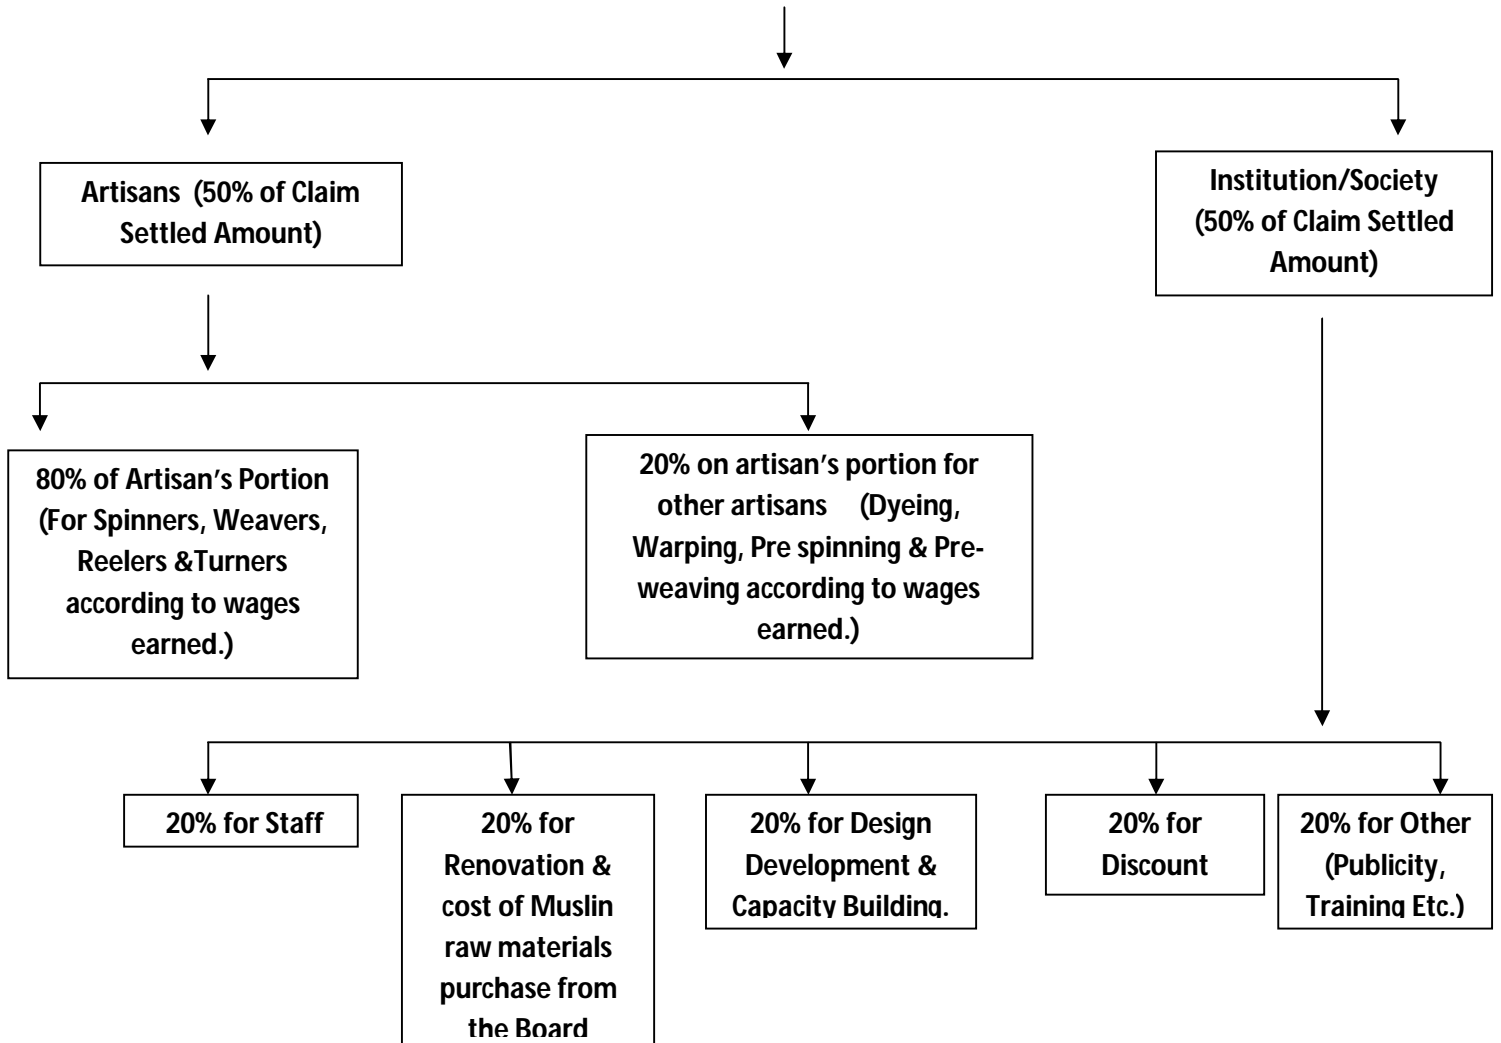 Artisans (50% of Claim
Settled Amount)
Institution/Society
(50% of Claim Settled
Amount)
80% of Artisan's Portion
(For Spinners, Weavers,
Reelers &Turners
according to wages
earned.)
20% on artisan's portion for
other artisans (Dyeing,
Warping, Pre spinning & Pre-
weaving according to wages
earned.)
20% for Staff
20% for
Renovation &
cost of Muslin
raw materials
purchase from
the Board
20% for Design
Development &
Capacity Building.
20% for
Discount
20% for Other
(Publicity,
Training Etc.)